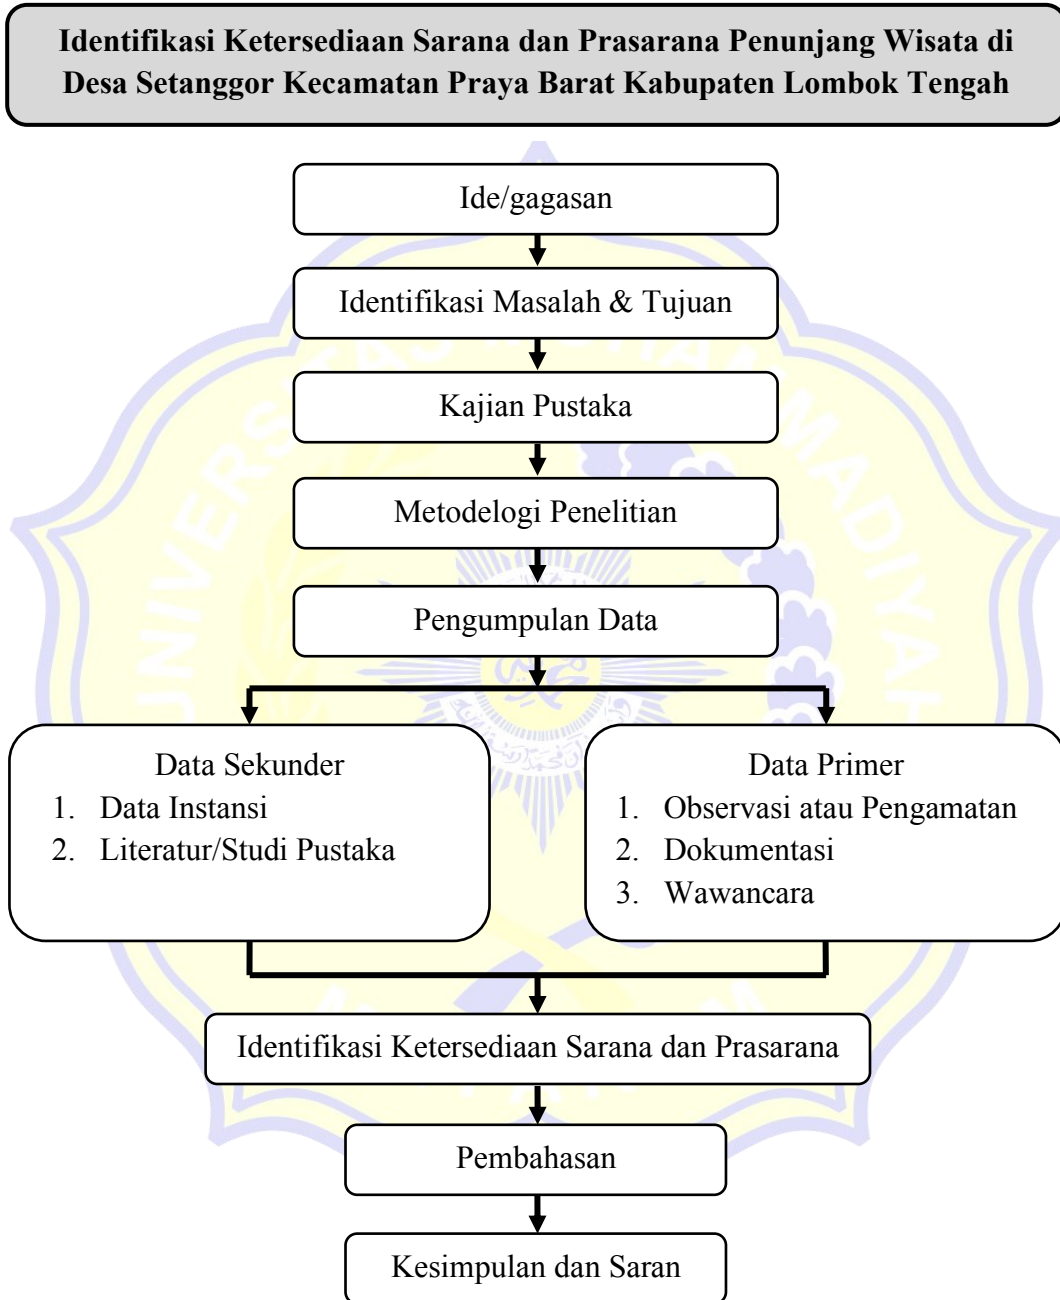 Identifikasi Ketersediaan Sarana dan Prasarana Penunjang Wisata di
Desa Setanggor Kecamatan Praya Barat Kabupaten Lombok Tengah
Ide/gagasan
Identifikasi Masalah & Tujuan
Kajian Pustaka
Metodelogi Penelitian
Pengumpulan Data
Data Sekunder
1. Data Instansi
2. Literatur/Studi Pustaka
Data Primer
1. Observasi atau Pengamatan
2. Dokumentasi
3. Wawancara
Identifikasi Ketersediaan Sarana dan Prasarana
Pembahasan
Kesimpulan dan Saran